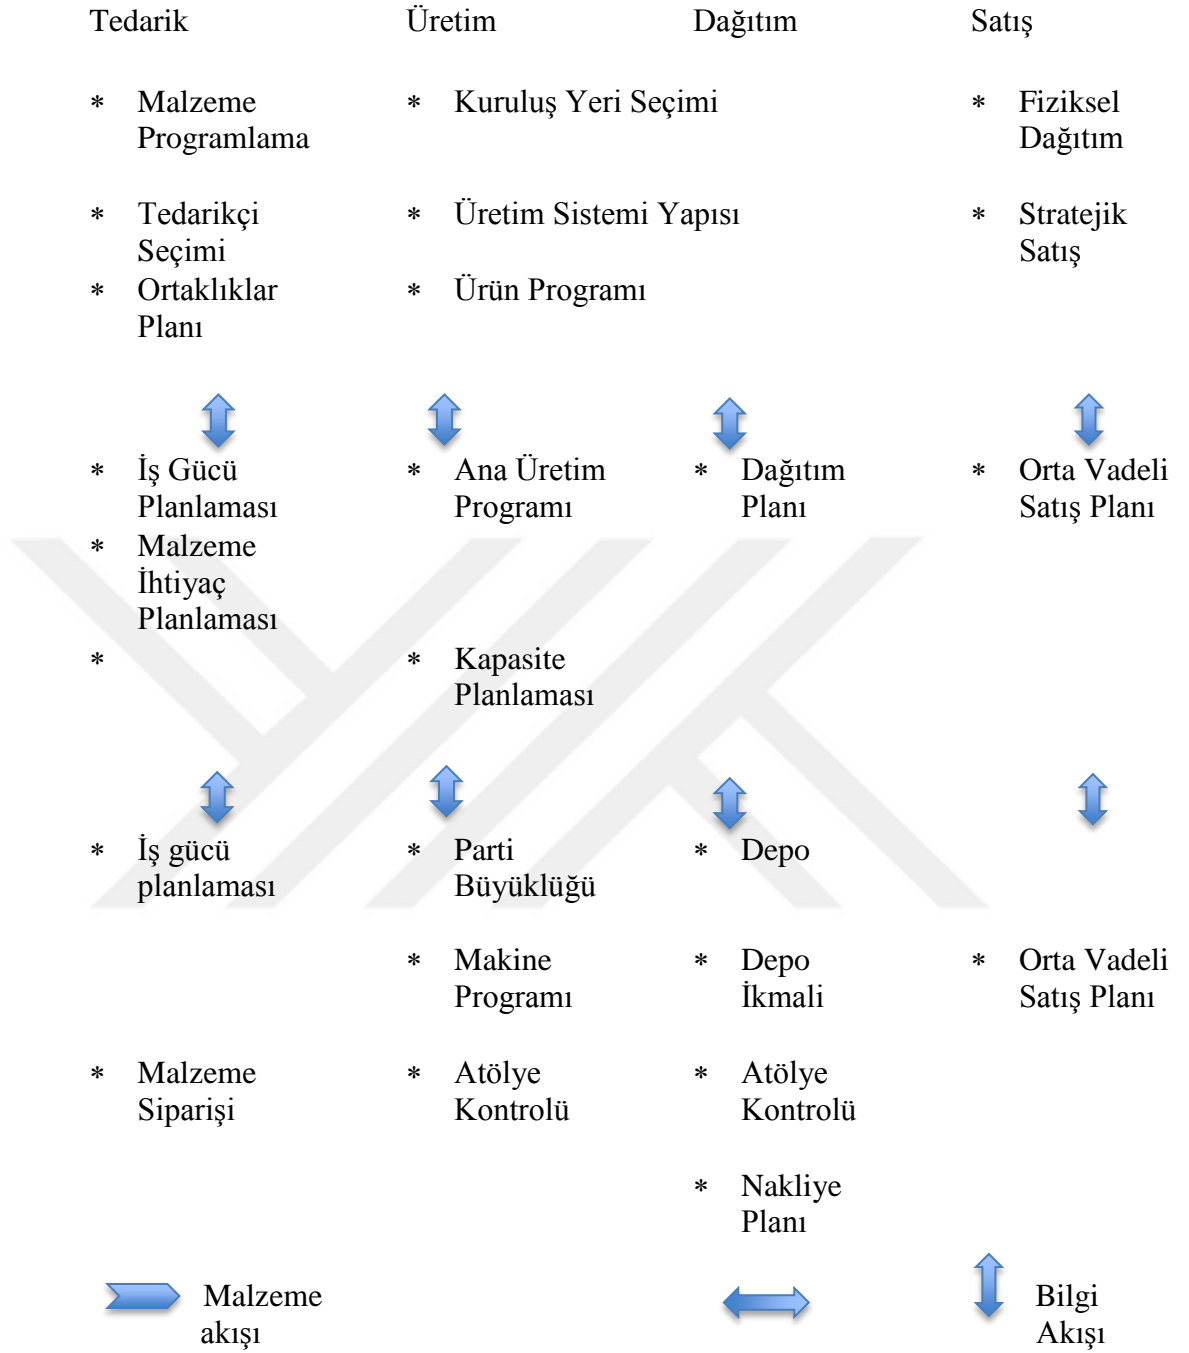 Tedarik Üretim Dağıtım Satış
* Malzeme * Kuruluş Yeri Seçimi * Fiziksel
Programlama Dağıtım
* Tedarikçi * Üretim Sistemi Yapısı * Stratejik
Seçimi Satış
* Ortaklıklar * Ürün Programı
Planı
* İş Gücü * Ana Üretim * Dağıtım * Orta Vadeli
Planlaması Programı Planı Satış Planı
* Malzeme
İhtiyaç
Planlaması
* * Kapasite
Planlaması
* İş gücü * Parti * Depo
planlaması Büyüklüğü
* Makine * Depo * Orta Vadeli
Programı İkmali Satış Planı
* Malzeme * Atölye * Atölye
Siparişi Kontrolü Kontrolü
* Nakliye
Planı
Malzeme Bilgi
akışı Akışı